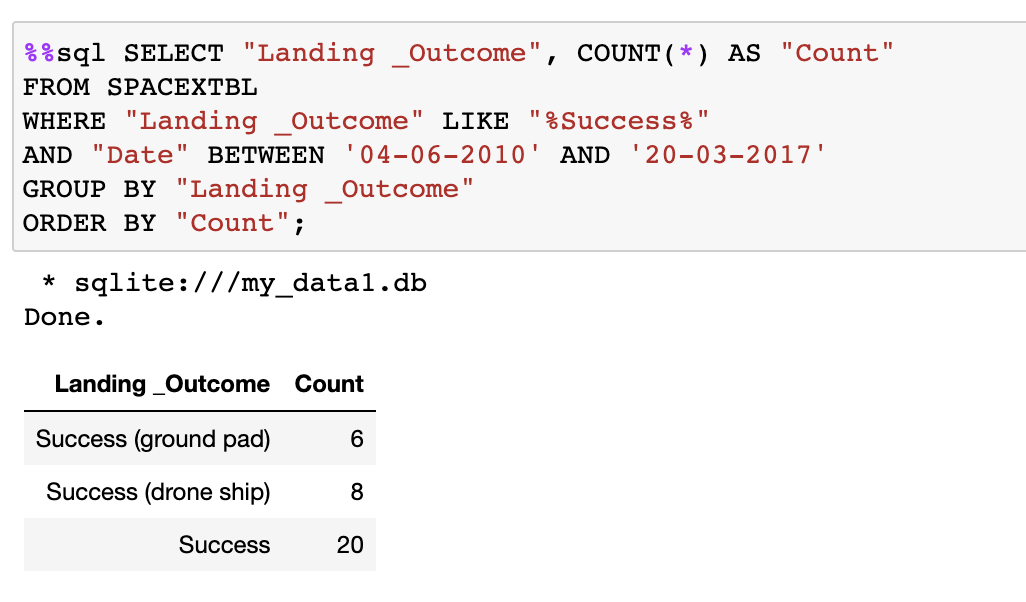 %%sql SELECT "Landing _Outcome", COUNT(*) AS "Count"
FROM SPACEXTBL
WHERE "Landing _Outcome" LIKE "%Success%"
AND "Date" BETWEEN '04-06-2010' AND '20-03-2017'
GROUP BY "Landing _Outcome"
ORDER BY "Count";
* sqlite:///my_data1.db
Done.
Landing _Outcome Count
Success (ground pad) 6
Success (drone ship) 8
Success 20